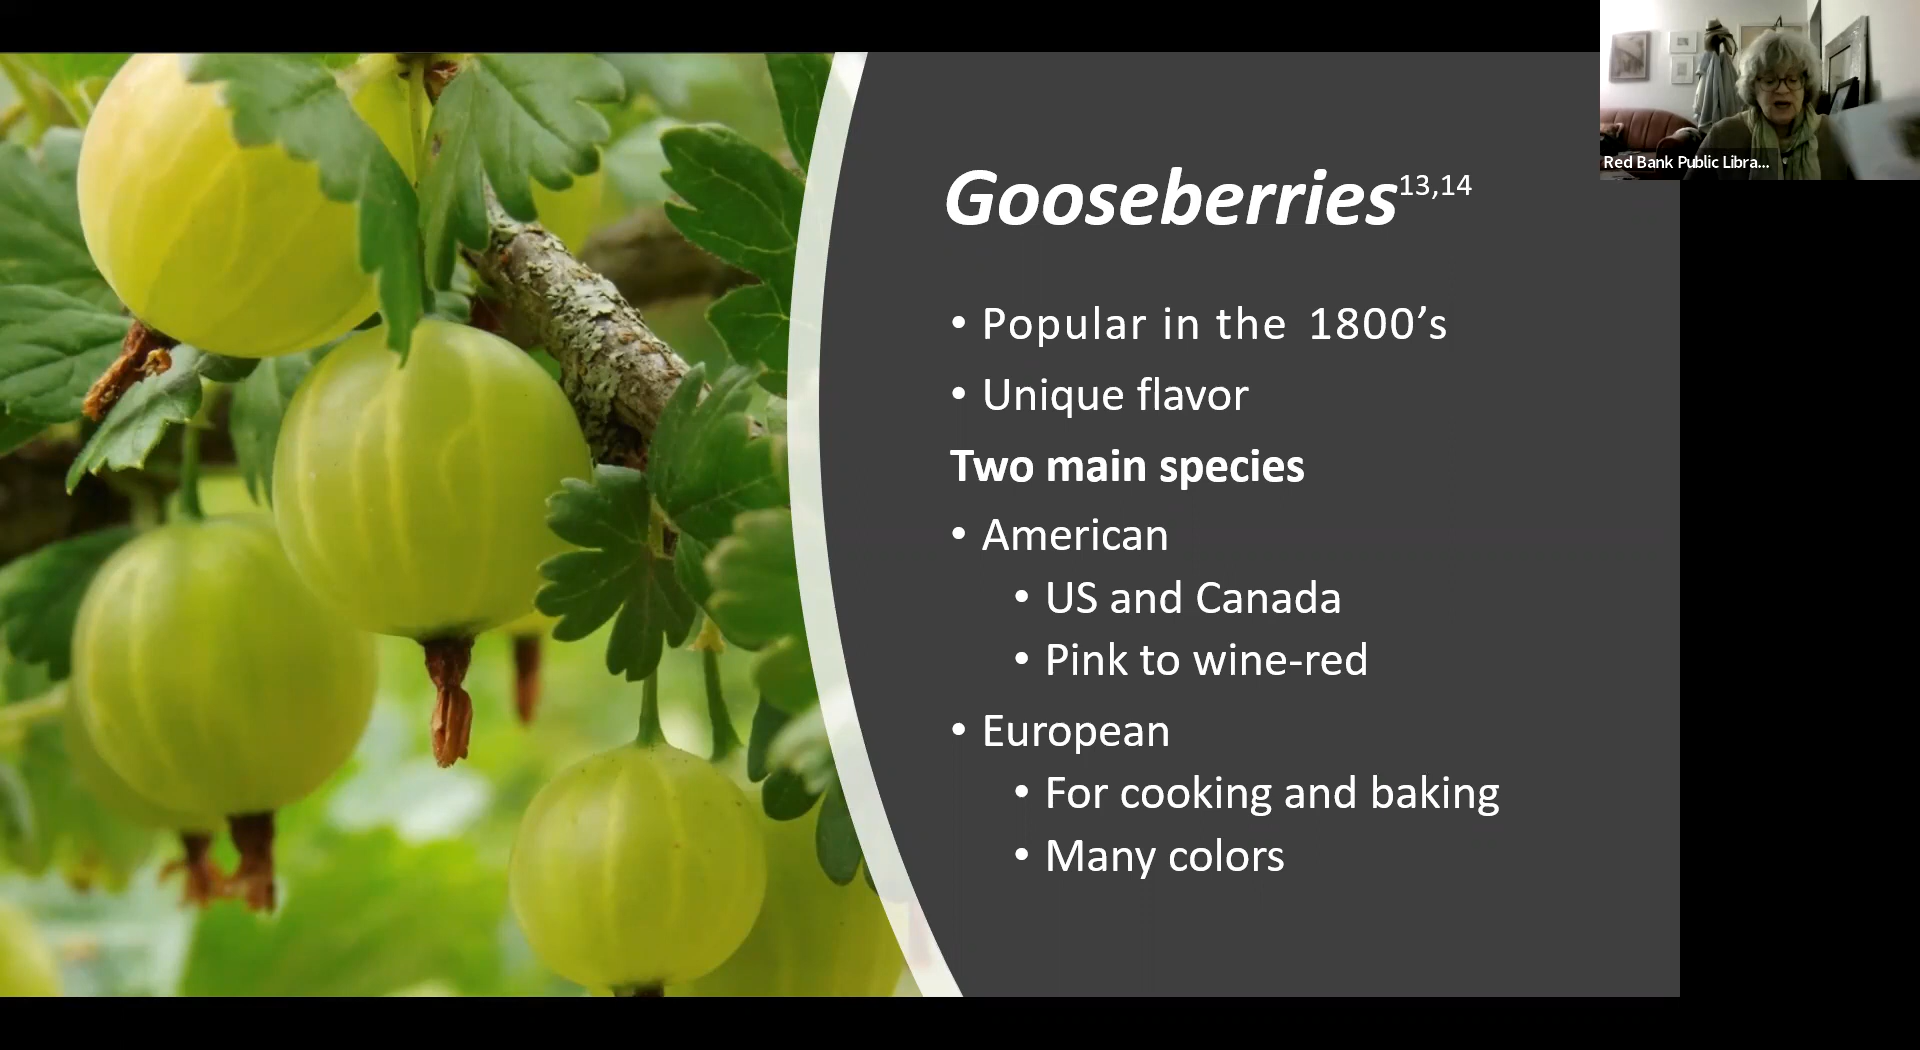 Red Bank Public Libra...
Gooseberries13,14
• Popular in the 1800’s
• Unique flavor
Two main species
• American
• US and Canada
• Pink to wine-red
• European
• For cooking and baking
• Many colors